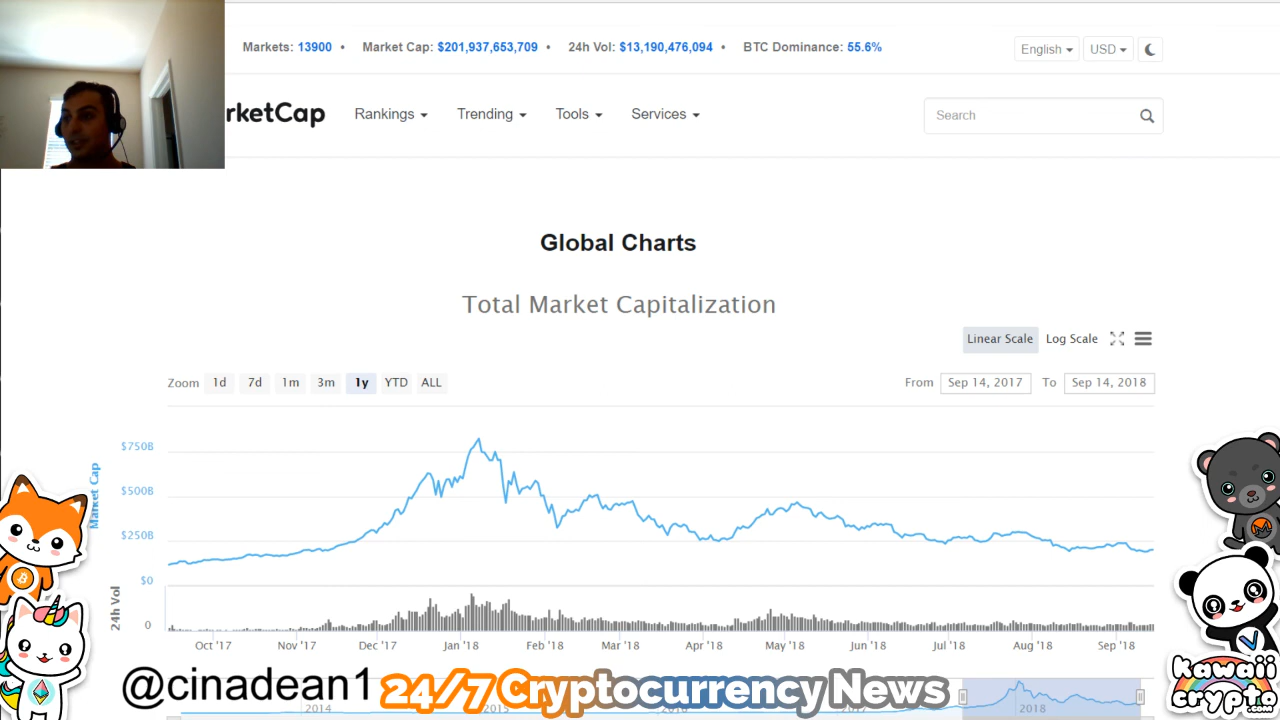 Markets: 13900 • Market Cap: $201,937,653,709 • 24h Vol: $13,190,476,094 • BTC Dominance: 55.6%
English USD
rketCap Rankings Trending Tools Services Search
Global Charts
Total Market Capitalization
Linear Scale Log Scale
Zoom 1d 7d 1m 3m 1y YTD ALL From Sep 14, 2017 To Sep 14, 2018
Market Cap
$750B
$500B
$250B
$0
24h Vol
0
Oct '17 Nov '17 Dec '17 Jan '18 Feb '18 Mar '18 Apr '18 May '18 Jun '18 Jul '18 Aug '18 Sep '18
@cinadean1 24/7 Cryptocurrency News
2014 2015 2016 2017 2018
kawaii
crypto
.com